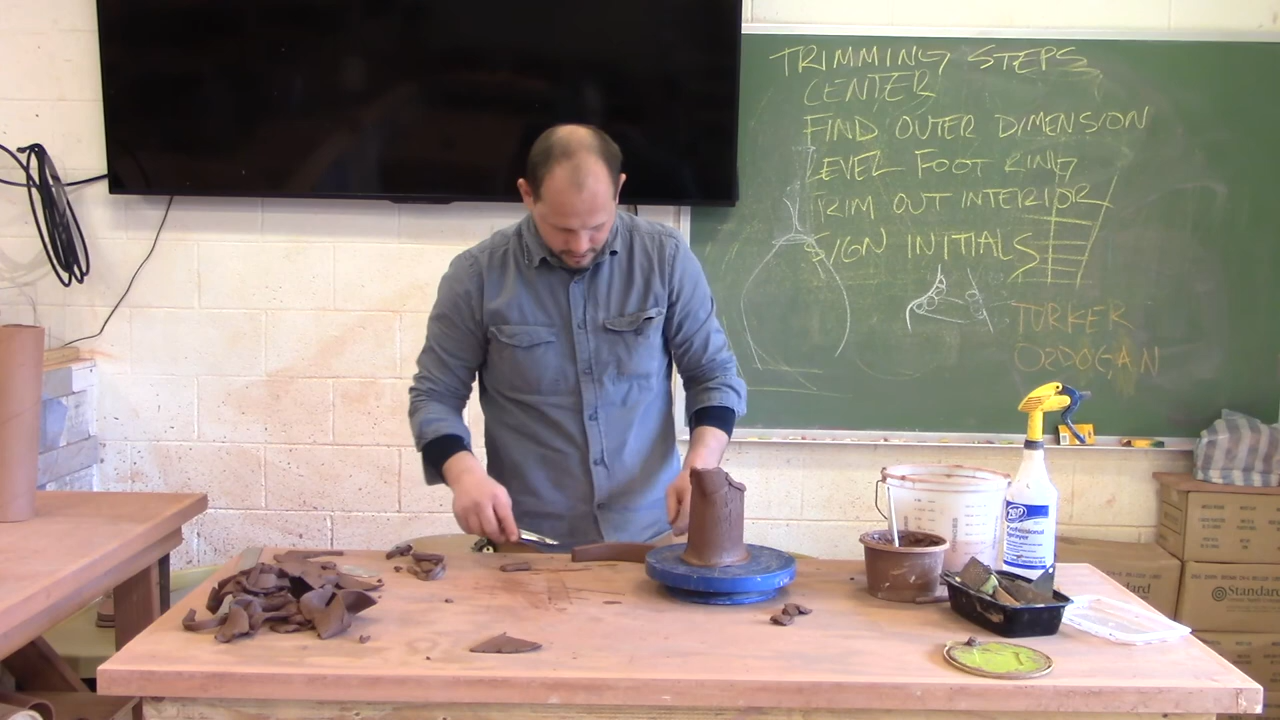 TRIMMING STEPS
CENTER
FIND OUTER DIMENSION
LEVEL FOOT RING
TRIM OUT INTERIOR
SIGN INITIALS
TURKER
OZDOGAN
zep
Professional
Sprayer
Standard